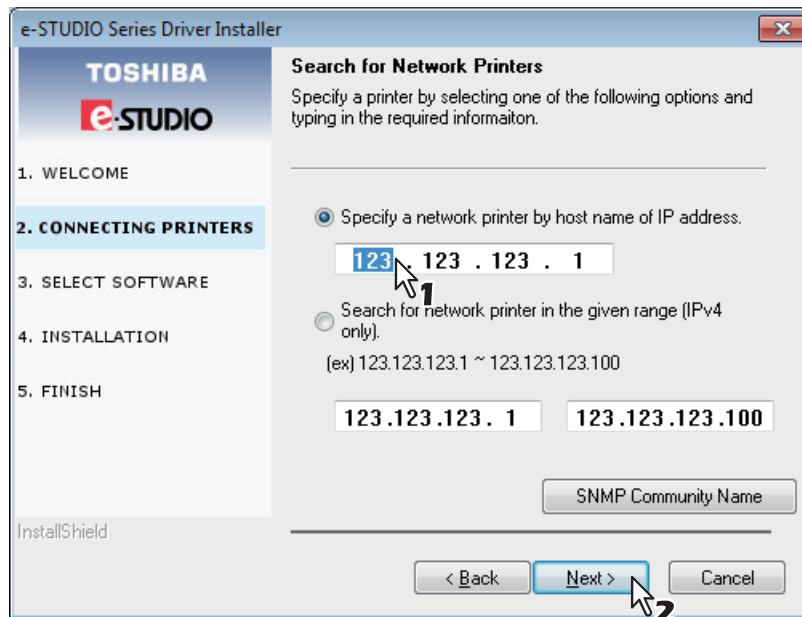 e-STUDIO Series Driver Installer
TOSHIBA
e-STUDIO
1. WELCOME
2. CONNECTING PRINTERS
3. SELECT SOFTWARE
4. INSTALLATION
5. FINISH
InstallShield
Search for Network Printers
Specify a printer by selecting one of the following options and
typing in the required informaiton.
Specify a network printer by host name of IP address.
123 . 123 . 123 . 1
1
Search for network printer in the given range (IPv4
only).
(ex) 123.123.123.1 ~ 123.123.123.100
123.123.123. 1 123.123.123.100
SNMP Community Name
< Back Next > Cancel
2